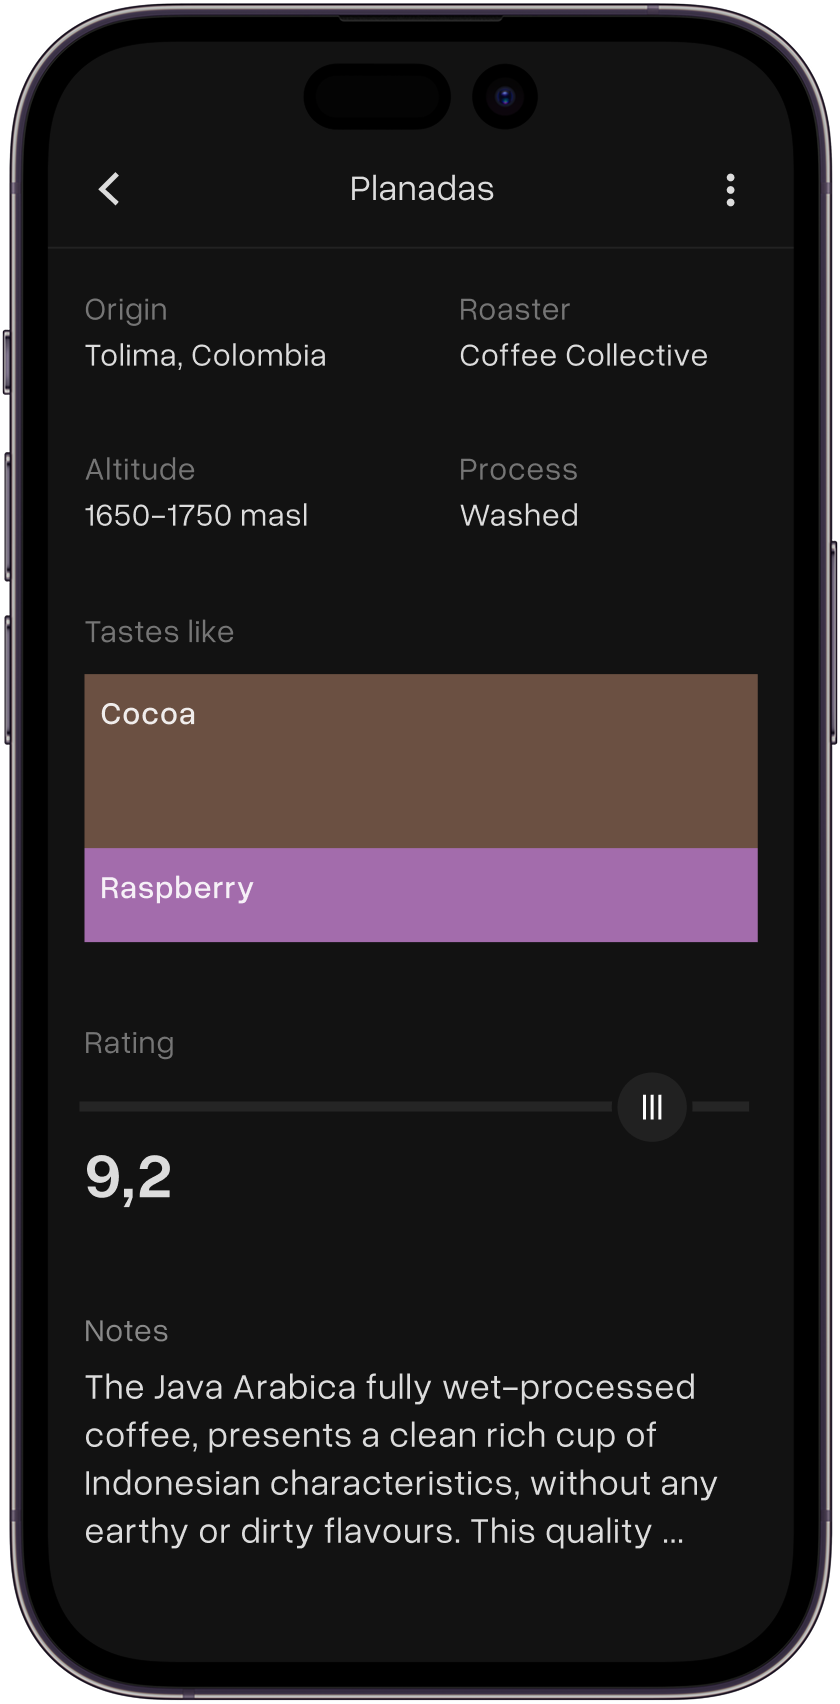 Planadas
Origin
Tolima, Colombia
Roaster
Coffee Collective
Altitude
1650–1750 masl
Process
Washed
Tastes like
Cocoa
Raspberry
Rating
9,2
Notes
The Java Arabica fully wet–processed
coffee, presents a clean rich cup of
Indonesian characteristics, without any
earthy or dirty flavours. This quality ...